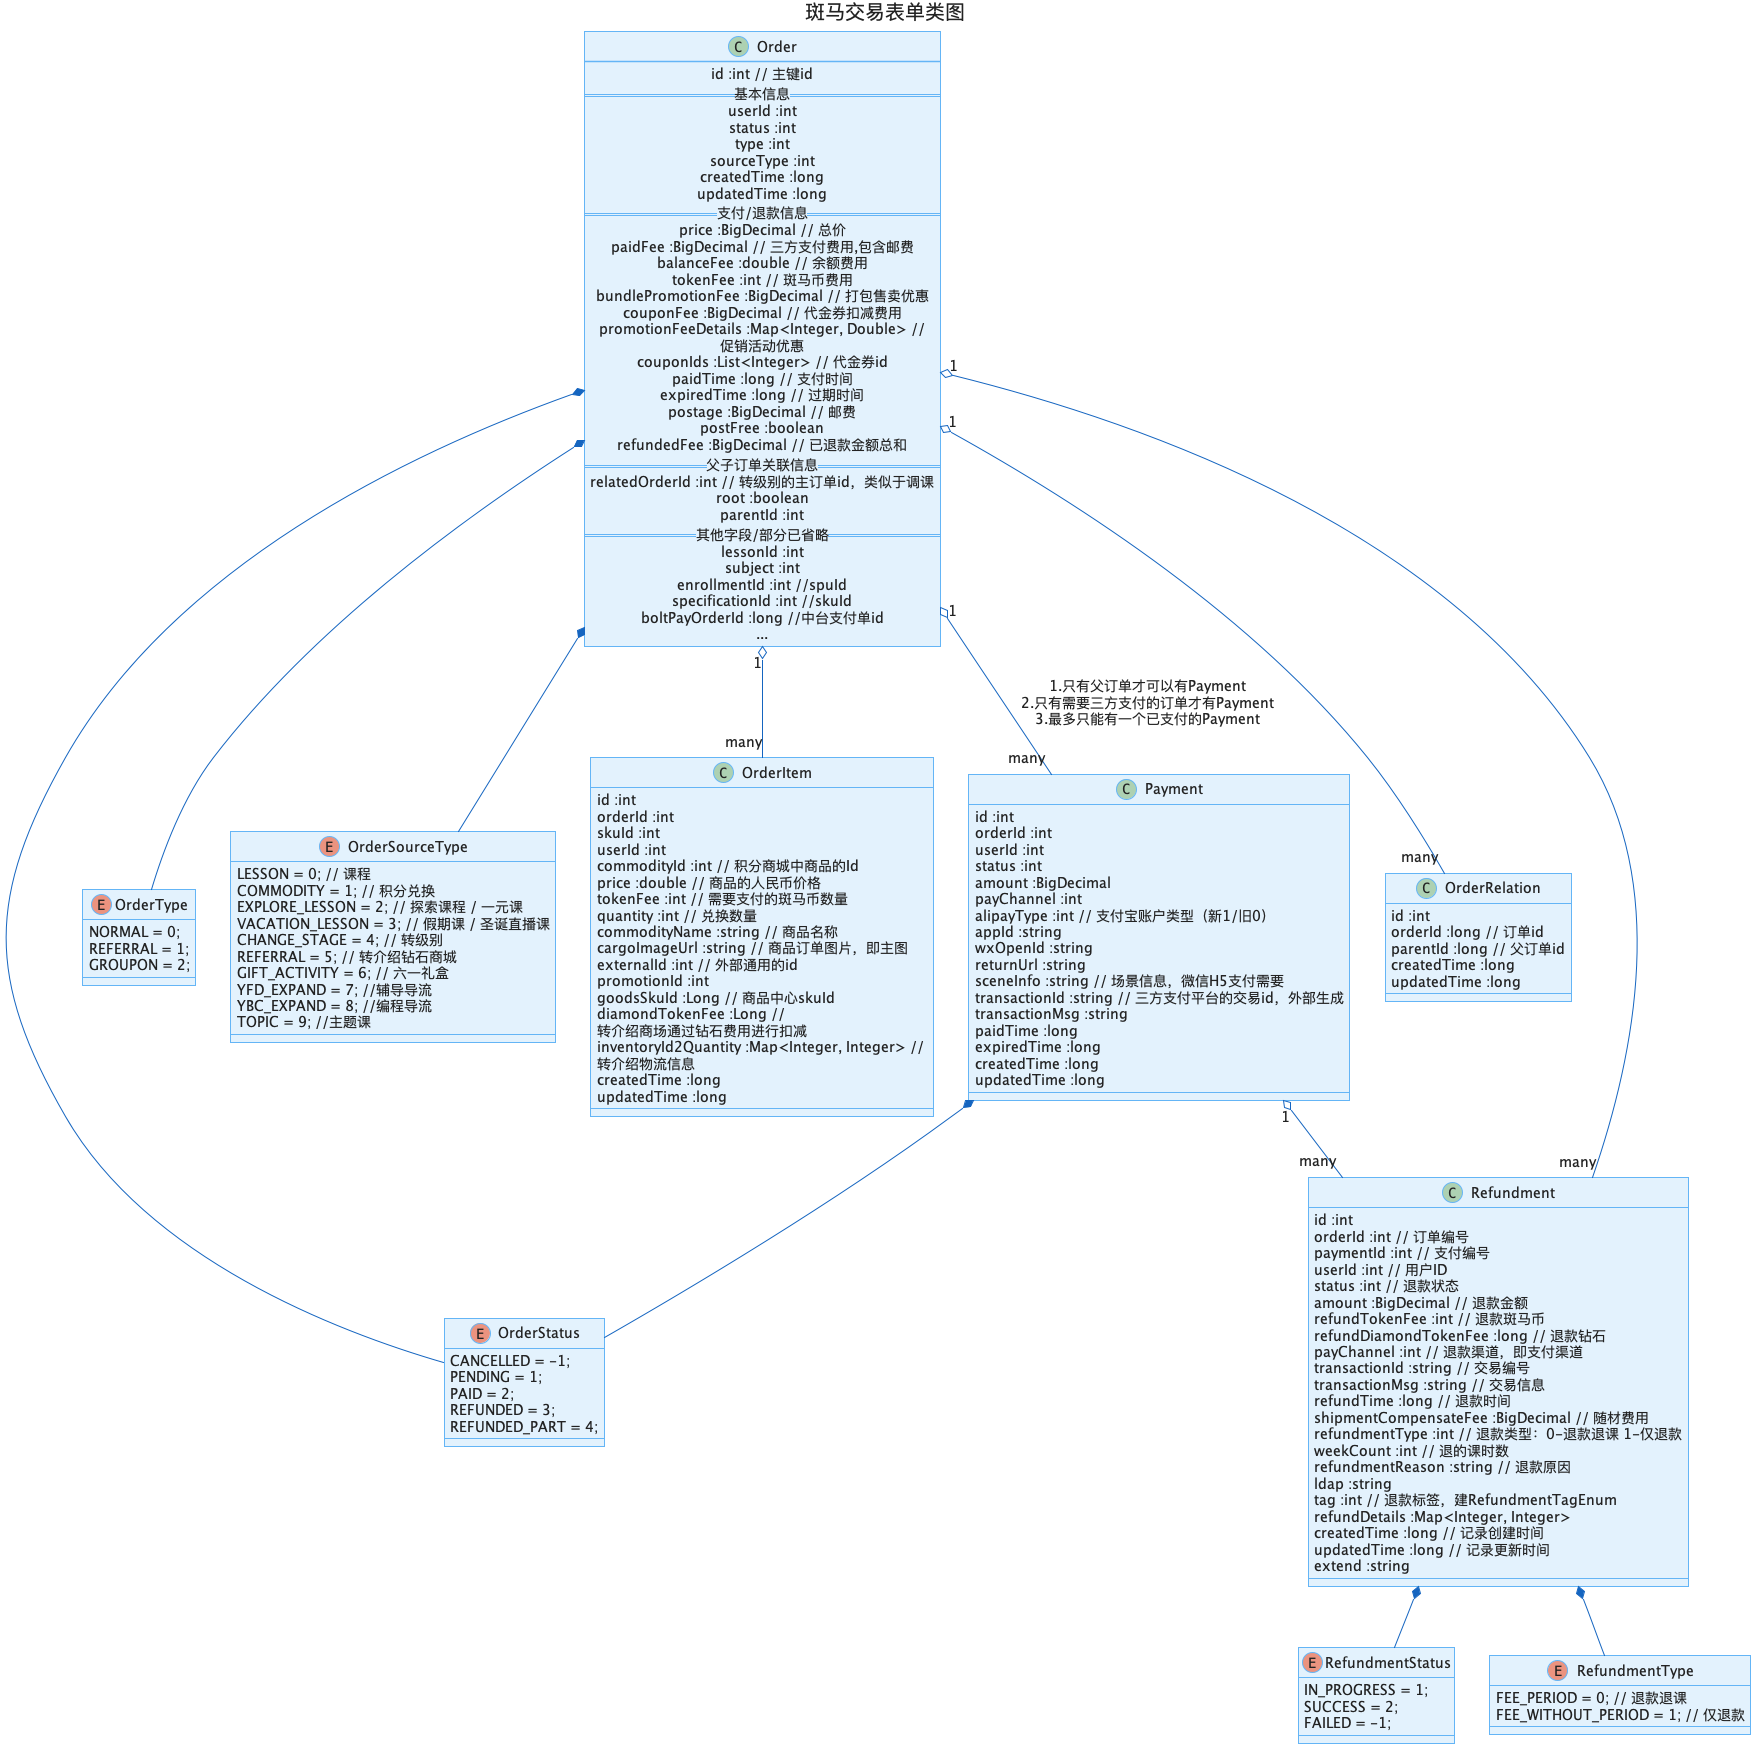 斑马交易表单类图
C Order
id :int // 主键id
基本信息
userId :int
status :int
type :int
sourceType :int
createdTime :long
updatedTime :long
支付/退款信息
price :BigDecimal // 总价
paidFee :BigDecimal // 三方支付费用,包含邮费
balanceFee :double // 余额费用
tokenFee :int // 斑马币费用
bundlePromotionFee :BigDecimal // 打包售卖优惠
couponFee :BigDecimal // 代金券扣减费用
promotionFeeDetails :Map<Integer, Double> //
促销活动优惠
couponIds :List<Integer> // 代金券id
paidTime :long // 支付时间
expiredTime :long // 过期时间
postage :BigDecimal // 邮费
postFree :boolean
refundedFee :BigDecimal // 已退款金额总和
父子订单关联信息
relatedOrderId :int // 转级别的主订单id，类似于调课
root :boolean
parentId :int
其他字段/部分已省略
lessonId :int
subject :int
enrollmentId :int //spuId
specificationId :int //skuId
boltPayOrderId :long //中台支付单id
...
1
1
1
1
1.只有父订单才可以有Payment
2.只有需要三方支付的订单才有Payment
3.最多只能有一个已支付的Payment
many
many
many
E OrderType
NORMAL = 0;
REFERRAL = 1;
GROUPON = 2;
E OrderSourceType
LESSON = 0; // 课程
COMMODITY = 1; // 积分兑换
EXPLORE_LESSON = 2; // 探索课程 / 一元课
VACATION_LESSON = 3; // 假期课 / 圣诞直播课
CHANGE_STAGE = 4; // 转级别
REFERRAL = 5; // 转介绍钻石商城
GIFT_ACTIVITY = 6; // 六一礼盒
YFD_EXPAND = 7; //辅导导流
YBC_EXPAND = 8; //编程导流
TOPIC = 9; //主题课
C OrderItem
id :int
orderId :int
skuId :int
userId :int
commodityId :int // 积分商城中商品的Id
price :double // 商品的人民币价格
tokenFee :int // 需要支付的斑马币数量
quantity :int // 兑换数量
commodityName :string // 商品名称
cargoImageUrl :string // 商品订单图片，即主图
externalId :int // 外部通用的id
promotionId :int
goodsSkuId :Long // 商品中心skuId
diamondTokenFee :Long //
转介绍商场通过钻石费用进行扣减
inventoryId2Quantity :Map<Integer, Integer> //
转介绍物流信息
createdTime :long
updatedTime :long
C Payment
id :int
orderId :int
userId :int
status :int
amount :BigDecimal
payChannel :int
alipayType :int // 支付宝账户类型（新1/旧0）
appId :string
wxOpenId :string
returnUrl :string
sceneInfo :string // 场景信息，微信H5支付需要
transactionId :string // 三方支付平台的交易id，外部生成
transactionMsg :string
paidTime :long
expiredTime :long
createdTime :long
updatedTime :long
C OrderRelation
id :int
orderId :long // 订单id
parentId :long // 父订单id
createdTime :long
updatedTime :long
1
many
many
E OrderStatus
CANCELLED = -1;
PENDING = 1;
PAID = 2;
REFUNDED = 3;
REFUNDED_PART = 4;
C Refundment
id :int
orderId :int // 订单编号
paymentId :int // 支付编号
userId :int // 用户ID
status :int // 退款状态
amount :BigDecimal // 退款金额
refundTokenFee :int // 退款斑马币
refundDiamondTokenFee :long // 退款钻石
payChannel :int // 退款渠道，即支付渠道
transactionId :string // 交易编号
transactionMsg :string // 交易信息
refundTime :long // 退款时间
shipmentCompensateFee :BigDecimal // 随材费用
refundmentType :int // 退款类型：0-退款退课 1-仅退款
weekCount :int // 退的课时数
refundmentReason :string // 退款原因
ldap :string
tag :int // 退款标签，建RefundmentTagEnum
refundDetails :Map<Integer, Integer>
createdTime :long // 记录创建时间
updatedTime :long // 记录更新时间
extend :string
E RefundmentStatus
IN_PROGRESS = 1;
SUCCESS = 2;
FAILED = -1;
E RefundmentType
FEE_PERIOD = 0; // 退款退课
FEE_WITHOUT_PERIOD = 1; // 仅退款